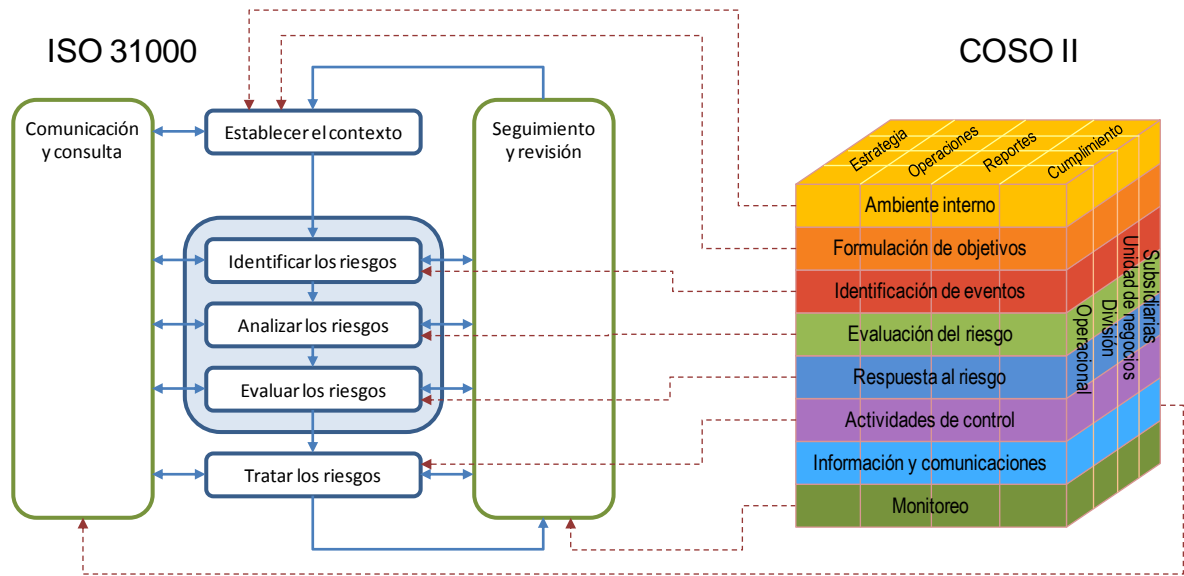 ISO 31000
COSO II
Comunicación
y consulta
Establecer el contexto
Seguimiento
y revisión
Identificar los riesgos
Analizar los riesgos
Evaluar los riesgos
Tratar los riesgos
Estrategia
Operaciones
Reportes
Cumplimiento
Ambiente interno
Formulación de objetivos
Identificación de eventos
Evaluación del riesgo
Respuesta al riesgo
Actividades de control
Información y comunicaciones
Monitoreo
Operacional
División
Unidad de negocios
Subsidiarias